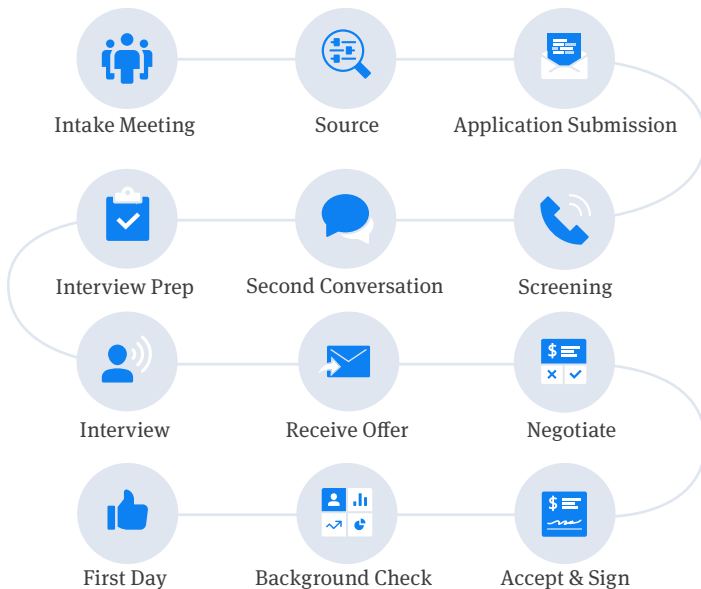 Intake Meeting
Source
Application Submission
Interview Prep
Second Conversation
Screening
$
Interview
Receive Offer
Negotiate
$
First Day
Background Check
Accept & Sign